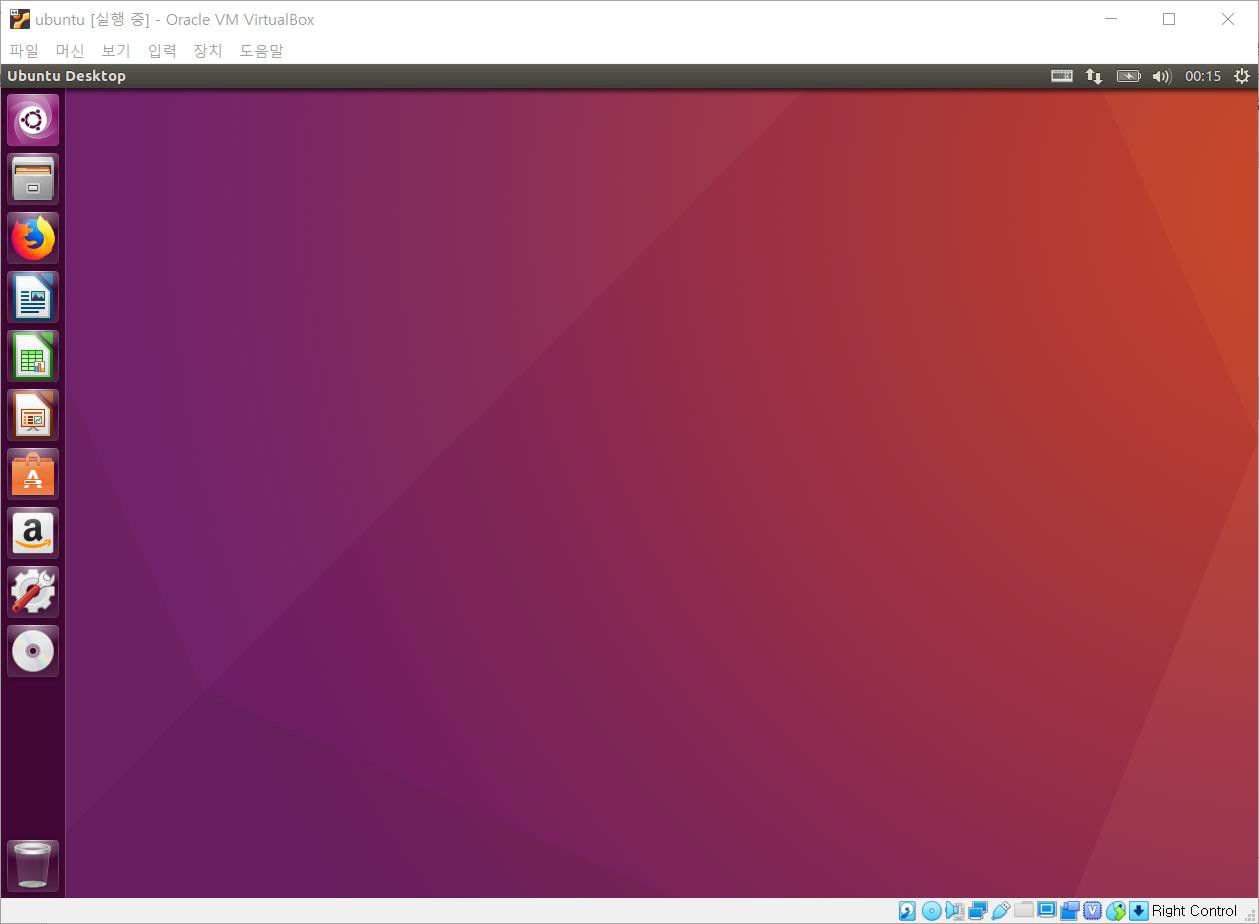 ubuntu [실행 중] - Oracle VM VirtualBox
파일 머신 보기 입력 장치 도움말
Ubuntu Desktop 00:15
A
a
V
Right Control